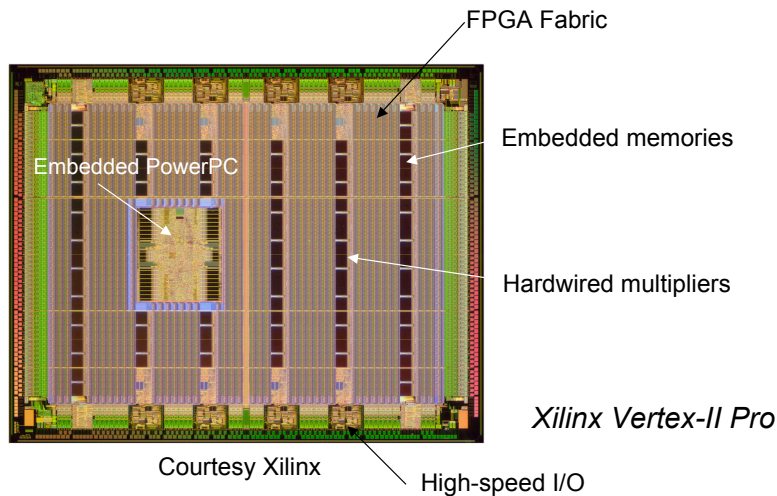 FPGA Fabric
Embedded memories
Embedded PowerPC
Hardwired multipliers
Xilinx Vertex-II Pro
Courtesy Xilinx
High-speed I/O